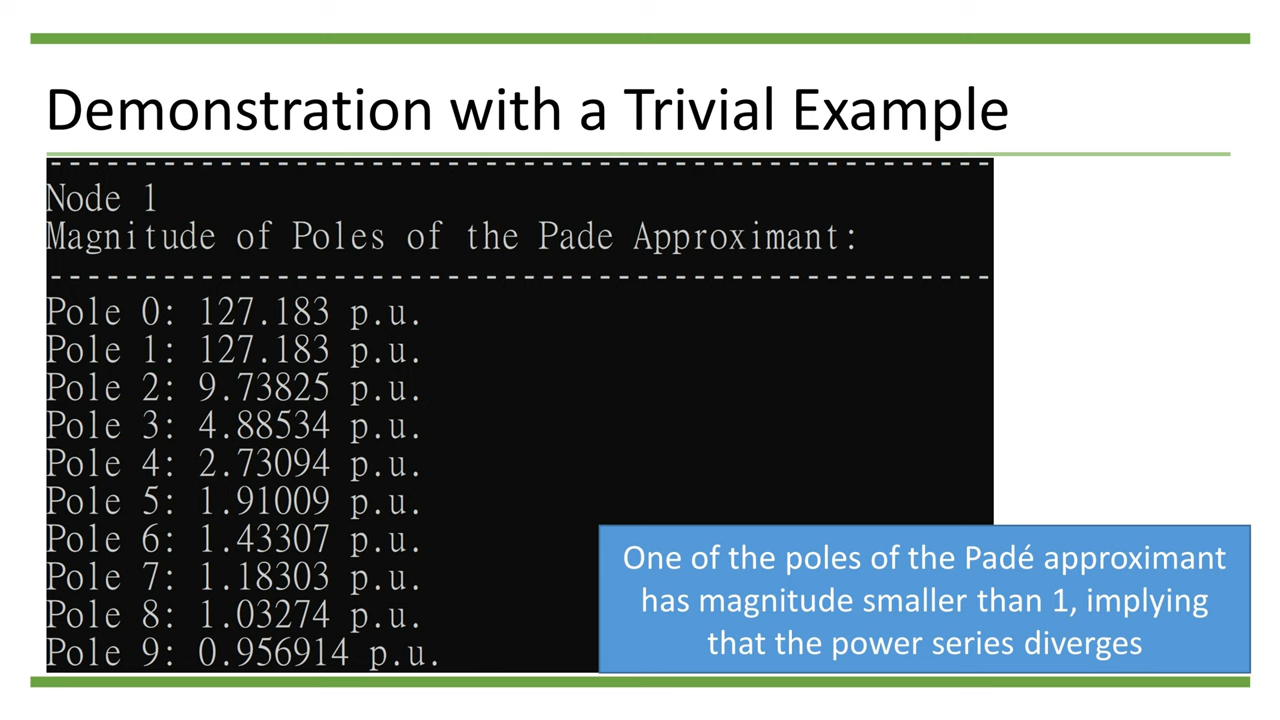 Demonstration with a Trivial Example
--------------------------------------------------
Node 1
Magnitude of Poles of the Pade Approximant:
--------------------------------------------------
Pole 0: 127.183 p.u.
Pole 1: 127.183 p.u.
Pole 2: 9.73825 p.u.
Pole 3: 4.88534 p.u.
Pole 4: 2.73094 p.u.
Pole 5: 1.91009 p.u.
Pole 6: 1.43307 p.u.
Pole 7: 1.18303 p.u.
Pole 8: 1.03274 p.u.
Pole 9: 0.956914 p.u.
One of the poles of the Padé approximant
has magnitude smaller than 1, implying
that the power series diverges